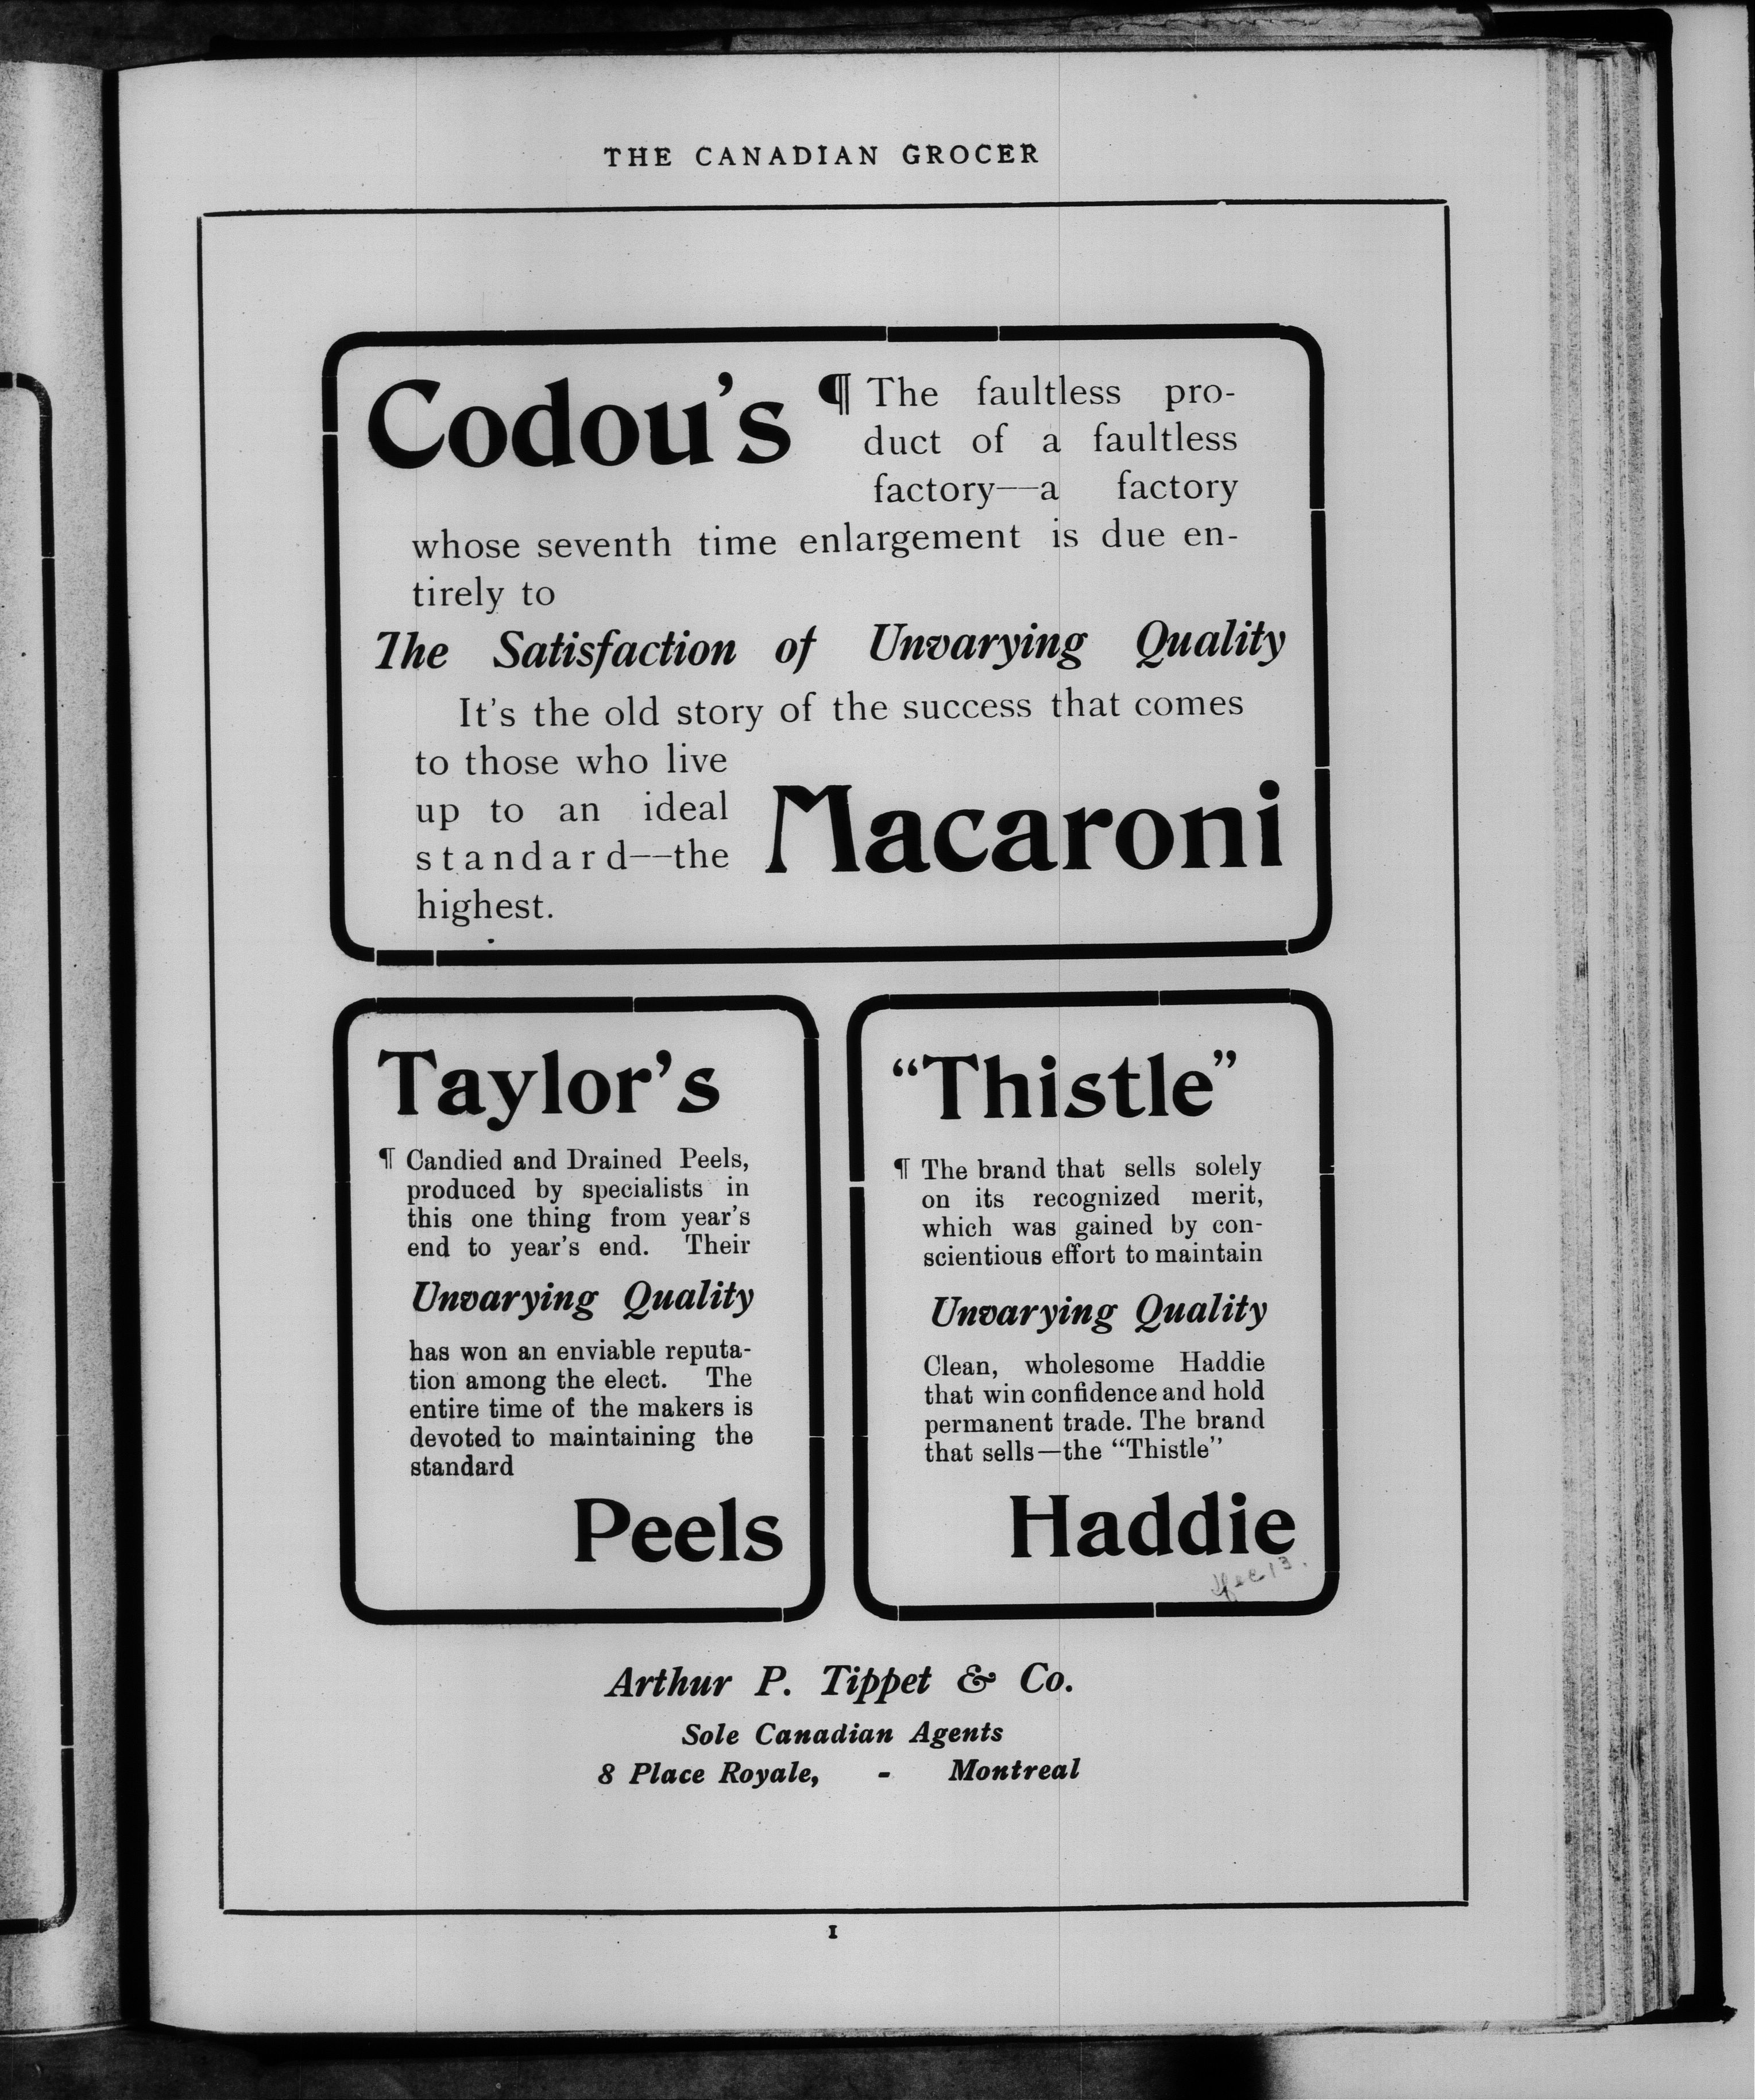 THE CANADIAN GROCER
Codou's
¶ The faultless pro-
duct of a faultless
factory—a factory
whose seventh time enlargement is due en-
tirely to
The Satisfaction of Unvarying Quality
It's the old story of the success that comes
to those who live
up to an ideal
standard—the
highest.
Macaroni
Taylor's
¶ Candied and Drained Peels,
produced by specialists in
this one thing from year's
end to year's end. Their
Unvarying Quality
has won an enviable reputa-
tion among the elect. The
entire time of the makers is
devoted to maintaining the
standard
Peels
“Thistle”
¶ The brand that sells solely
on its recognized merit,
which was gained by con-
scientious effort to maintain
Unvarying Quality
Clean, wholesome Haddie
that win confidence and hold
permanent trade. The brand
that sells—the “Thistle”
Haddie
Arthur P. Tippet & Co.
Sole Canadian Agents
8 Place Royale, - Montreal
I